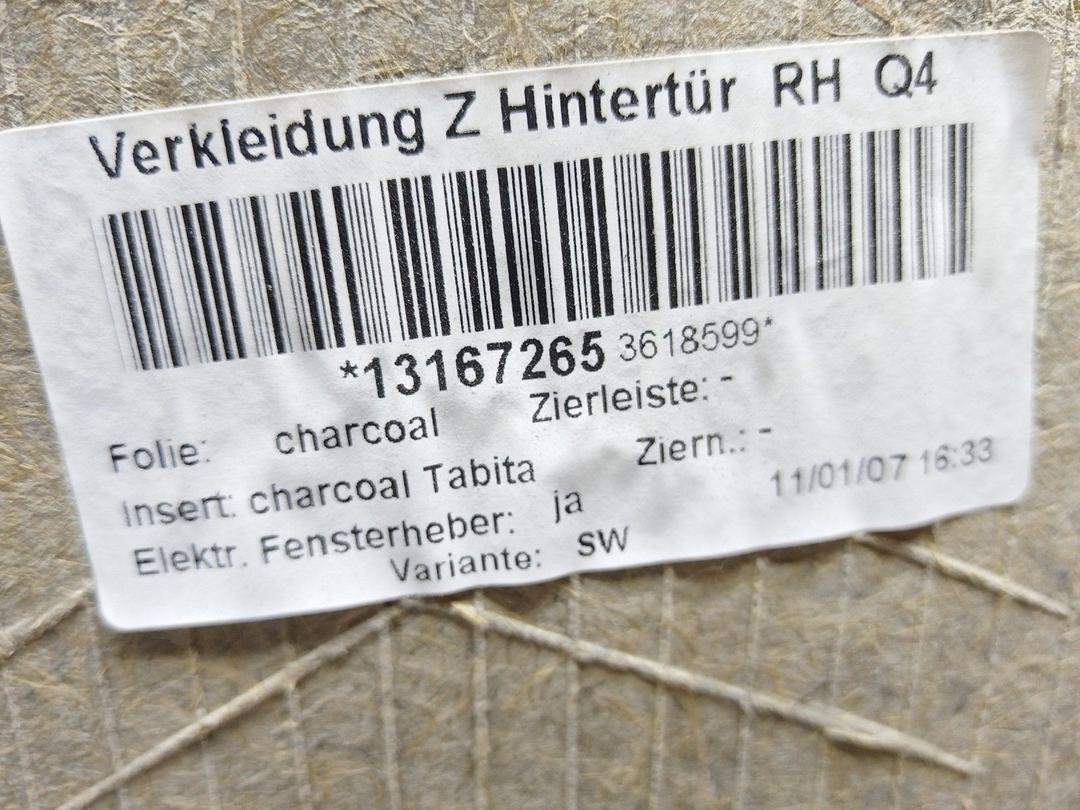 Verkleidung Z Hintertür RH Q4
*13167265 3618599*
Folie: charcoal Zierleiste: -
Insert: charcoal Tabita Ziern.: -
Elektr. Fensterheber: ja 11/01/07 16:33
Variante: SW